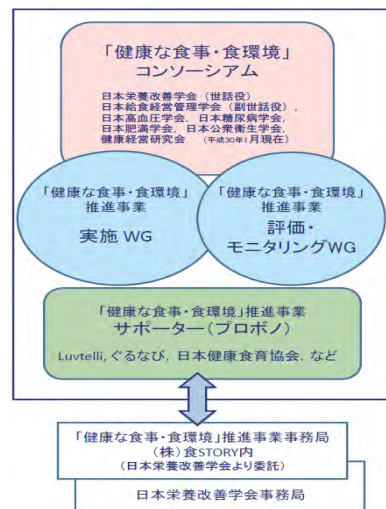 「健康な食事・食環境」
コンソーシアム
日本栄養改善学会（世話役）
日本給食経営管理学会（副世話役），
日本高血圧学会，日本糖尿病学会，
日本肥満学会，日本公衆衛生学会，
健康経営研究会　（平成30年1月現在）
「健康な食事・食環境」
推進事業
実施 WG
「健康な食事・食環境」
推進事業
評価・
モニタリングWG
「健康な食事・食環境」推進事業
サポーター（プロボノ）
Luvtelli，ぐるなび，日本健康食育協会，など
「健康な食事・食環境」推進事業事務局
（株）食STORY内
（日本栄養改善学会より委託）
日本栄養改善学会事務局